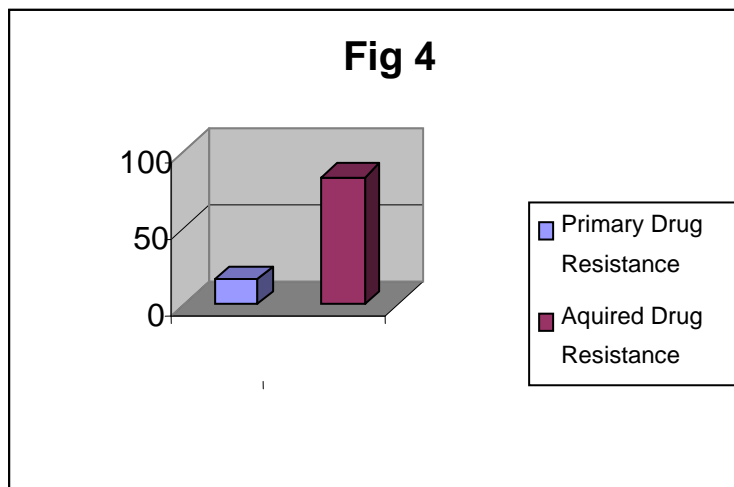 Fig 4
100
50
0
Primary Drug
Resistance
Aquired Drug
Resistance